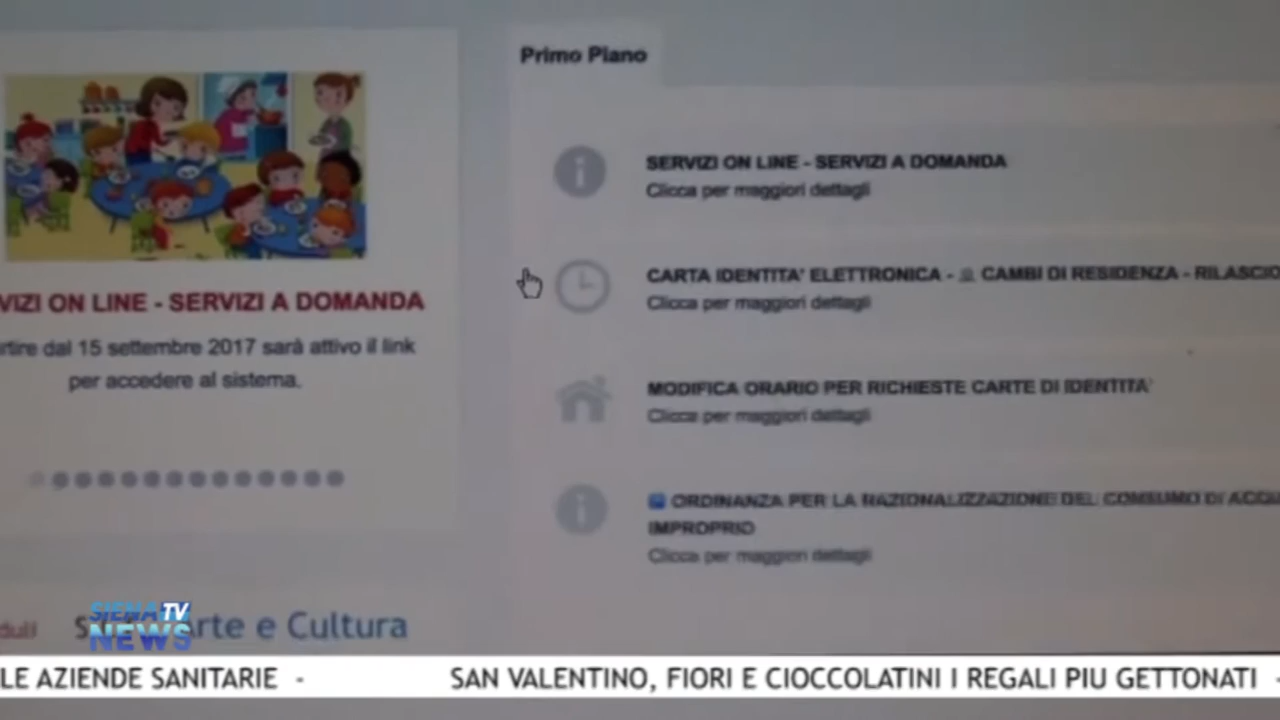 Primo Piano
SERVIZI ON LINE - SERVIZI A DOMANDA
Clicca per maggiori dettagli
CARTA IDENTITA' ELETTRONICA - CAMBI DI RESIDENZA - RILASCIO
Clicca per maggiori dettagli
MODIFICA ORARIO PER RICHIESTE CARTE DI IDENTITA'
Clicca per maggiori dettagli
ORDINANZA PER LA RAZIONALIZZAZIONE DEL CONSUMO DI ACQU
IMPROPRIO
Clicca per maggiori dettagli
VIZI ON LINE - SERVIZI A DOMANDA
rtire dal 15 settembre 2017 sarà attivo il link
per accedere al sistema.
duli
Arte e Cultura
SIENA TV
NEWS
LE AZIENDE SANITARIE - SAN VALENTINO, FIORI E CIOCCOLATINI I REGALI PIU GETTONATI -